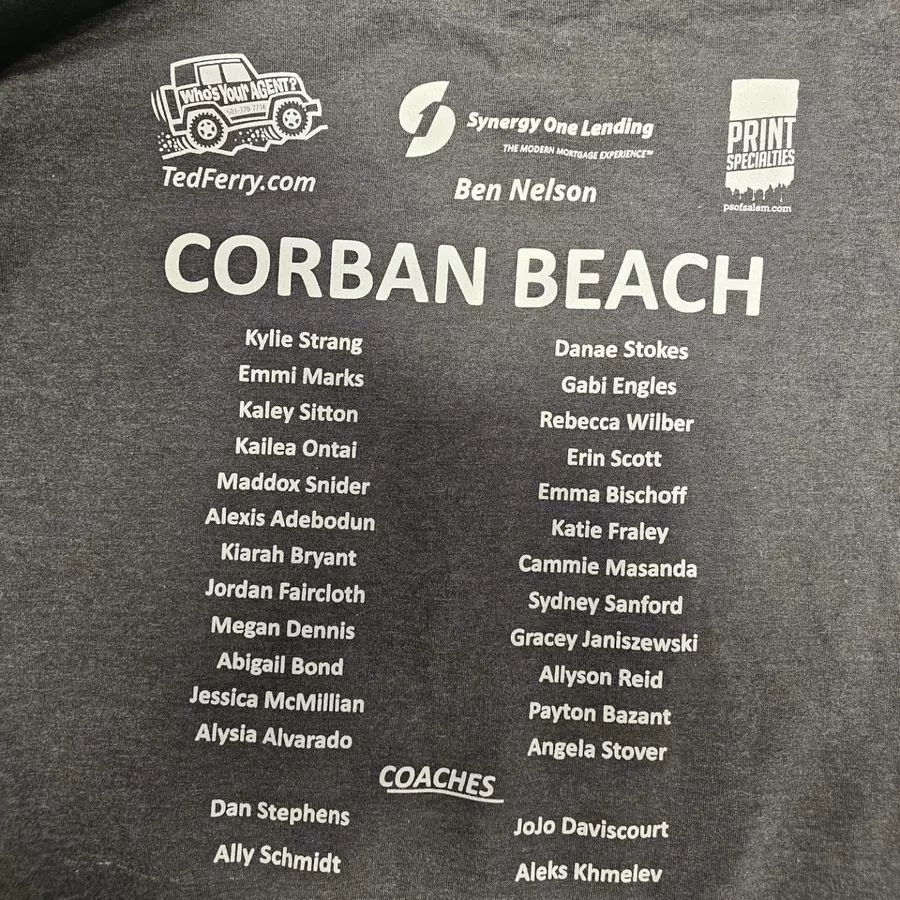 Who's Your AGENT?
TedFerry.com
Synergy One Lending
THE MODERN MORTGAGE EXPERIENCE™
Ben Nelson
PRINT
SPECIALTIES
psofsalem.com
CORBAN BEACH
Kylie Strang
Emmi Marks
Kaley Sitton
Kailea Ontai
Maddox Snider
Alexis Adebodun
Kiarah Bryant
Jordan Faircloth
Megan Dennis
Abigail Bond
Jessica McMillian
Alysia Alvarado
Danae Stokes
Gabi Engles
Rebecca Wilber
Erin Scott
Emma Bischoff
Katie Fraley
Cammie Masanda
Sydney Sanford
Gracey Janiszewski
Allyson Reid
Payton Bazant
Angela Stover
COACHES
Dan Stephens
Ally Schmidt
JoJo Daviscourt
Aleks Khmelev